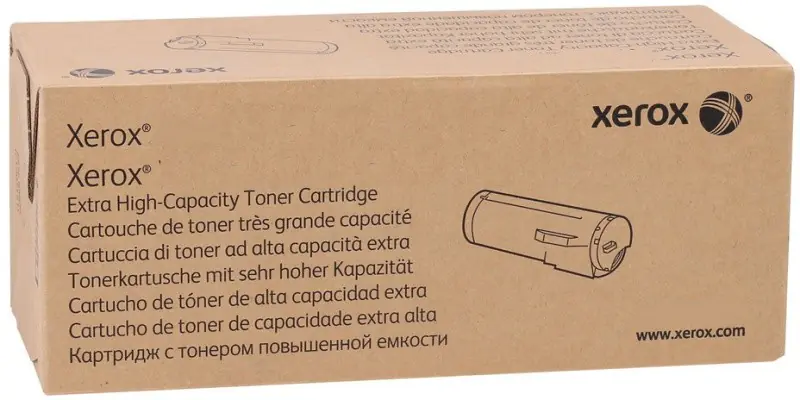 xerox
Xerox®
Xerox®
Extra High-Capacity Toner Cartridge
Cartouche de toner très grande capacité
Cartuccia di toner ad alta capacità extra
Tonerkartusche mit sehr hoher Kapazität
Cartucho de tóner de alta capacidad extra
Cartucho de toner de capacidade extra alta
Картридж с тонером повышенной емкости
xerox®
www.xerox.com